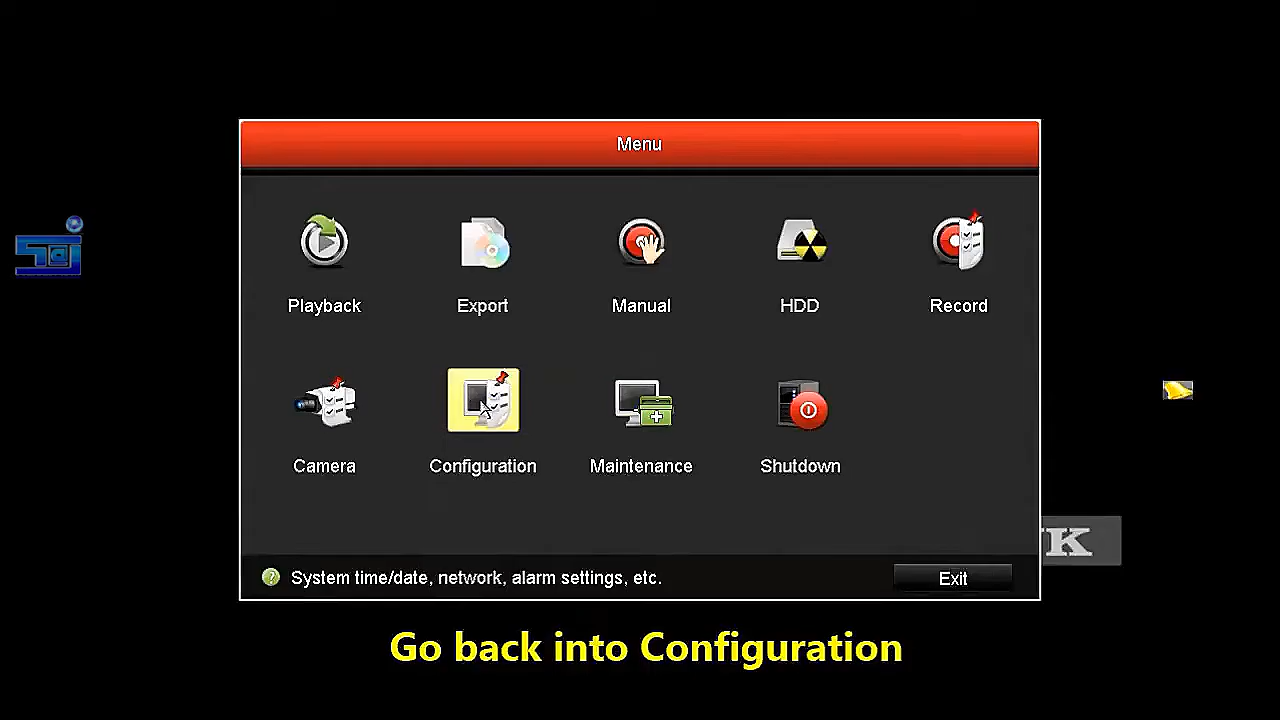 Menu
Playback
Export
Manual
HDD
Record
Camera
Configuration
Maintenance
Shutdown
K
System time/date, network, alarm settings, etc.
Exit
Go back into Configuration